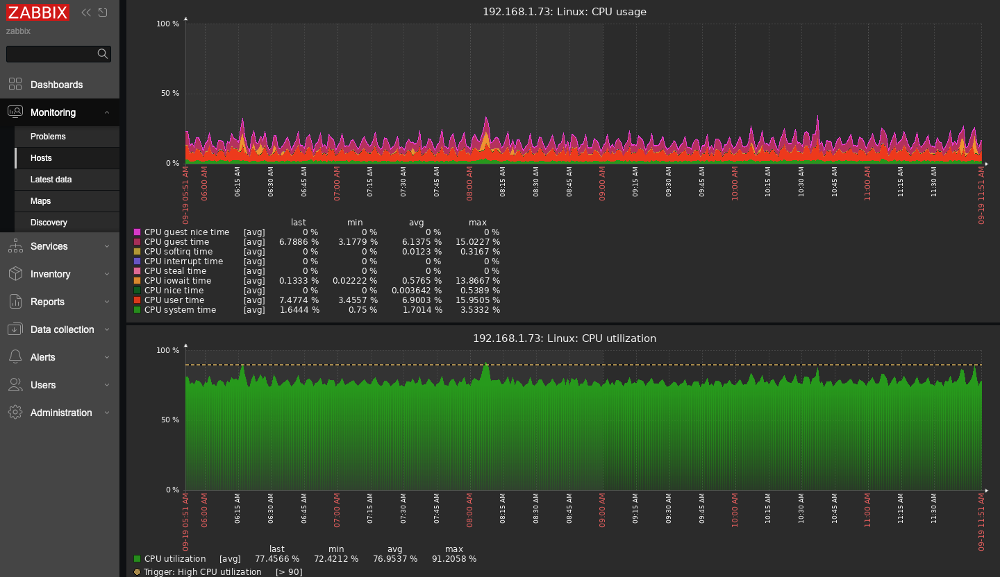 ZABBIX
zabbix
Dashboards
Monitoring
Problems
Hosts
Latest data
Maps
Discovery
Services
Inventory
Reports
Data collection
Alerts
Users
Administration
192.168.1.73: Linux: CPU usage
100 %
50 %
0 %
09-19 05:51 AM 06:00 AM 06:15 AM 06:30 AM 06:45 AM 07:00 AM 07:15 AM 07:30 AM 07:45 AM 08:00 AM 08:15 AM 08:30 AM 08:45 AM 09:00 AM 09:15 AM 09:30 AM 09:45 AM 10:00 AM 10:15 AM 10:30 AM 10:45 AM 11:00 AM 11:15 AM 11:30 AM 09-19 11:51 AM
last min avg max
CPU guest nice time [avg] 0 % 0 % 0 % 0 %
CPU guest time [avg] 6.7886 % 3.1779 % 6.1375 % 15.0227 %
CPU softirq time [avg] 0 % 0 % 0.0123 % 0.3167 %
CPU interrupt time [avg] 0 % 0 % 0 % 0 %
CPU steal time [avg] 0 % 0 % 0 % 0 %
CPU iowait time [avg] 0.1333 % 0.02222 % 0.5765 % 13.8667 %
CPU nice time [avg] 0 % 0 % 0.003642 % 0.5389 %
CPU user time [avg] 7.4774 % 3.4557 % 6.9003 % 15.9505 %
CPU system time [avg] 1.6444 % 0.75 % 1.7014 % 3.5332 %
192.168.1.73: Linux: CPU utilization
100 %
50 %
0 %
09-19 05:51 AM 06:00 AM 06:15 AM 06:30 AM 06:45 AM 07:00 AM 07:15 AM 07:30 AM 07:45 AM 08:00 AM 08:15 AM 08:30 AM 08:45 AM 09:00 AM 09:15 AM 09:30 AM 09:45 AM 10:00 AM 10:15 AM 10:30 AM 10:45 AM 11:00 AM 11:15 AM 11:30 AM 09-19 11:51 AM
last min avg max
CPU utilization [avg] 77.4566 % 72.4212 % 76.9537 % 91.2058 %
Trigger: High CPU utilization [> 90]